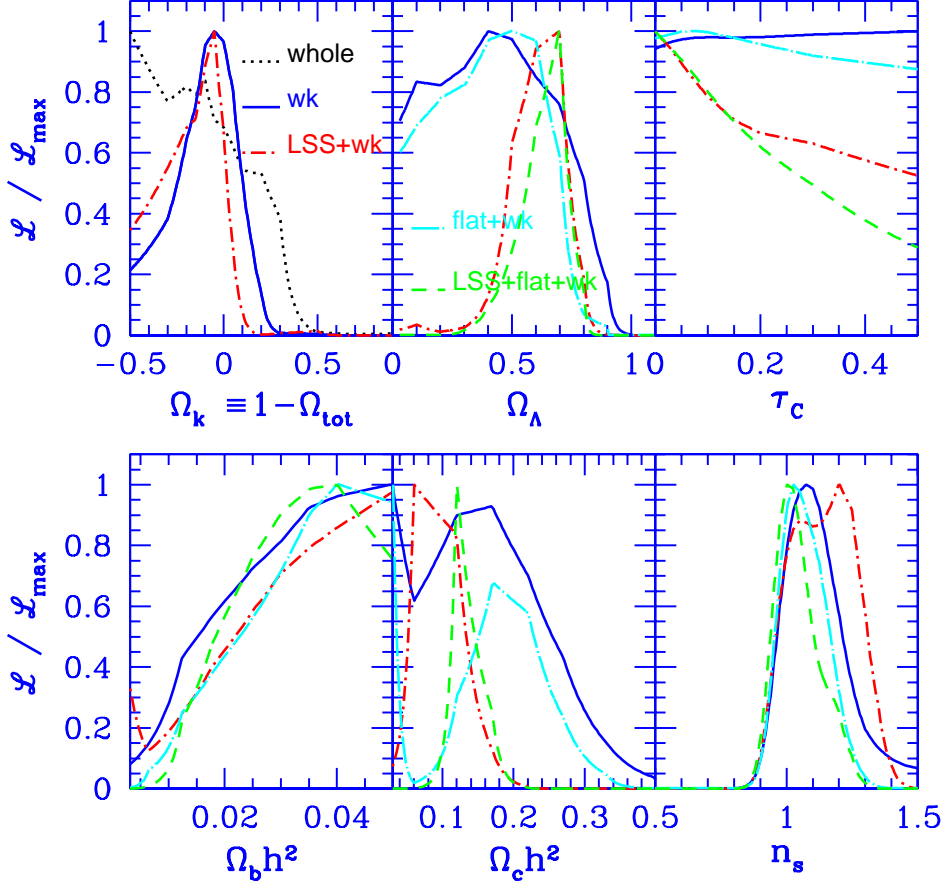 1
0.8
0.6
0.4
0.2
0
ℒ / ℒmax
whole
wk
LSS+wk
flat+wk
LSS+flat+wk
−0.5 0 0.5 0 0.5 1 0 0.2 0.4
Ωk ≡ 1−Ωtot ΩΛ τC
1
0.8
0.6
0.4
0.2
0
ℒ / ℒmax
0.02 0.04 0.1 0.2 0.3 0.5 1 1.5
Ωbh² Ωch² ns